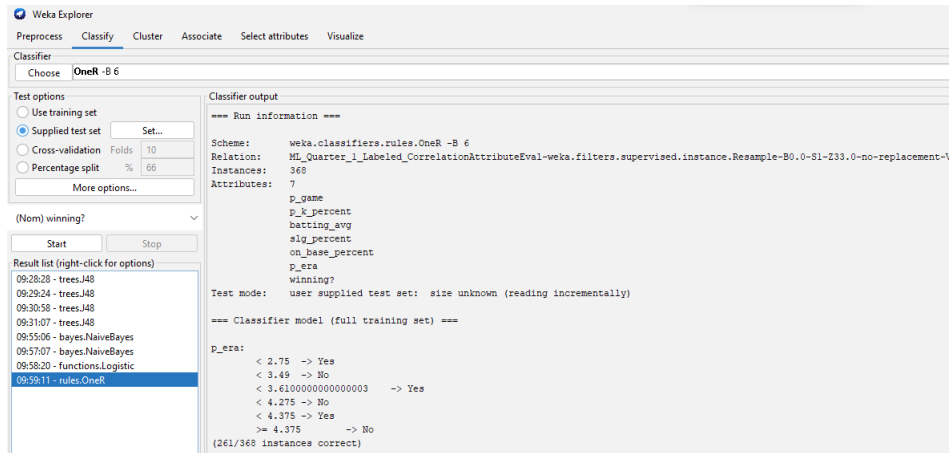 Weka Explorer
Preprocess Classify Cluster Associate Select attributes Visualize
Classifier
Choose OneR -B 6
Test options
Use training set
Supplied test set Set...
Cross-validation Folds 10
Percentage split % 66
More options...
(Nom) winning?
Start Stop
Result list (right-click for options)
09:28:28 - trees.J48
09:29:24 - trees.J48
09:30:58 - trees.J48
09:31:07 - trees.J48
09:55:06 - bayes.NaiveBayes
09:57:07 - bayes.NaiveBayes
09:58:20 - functions.Logistic
09:59:11 - rules.OneR
Classifier output
=== Run information ===
Scheme: weka.classifiers.rules.OneR -B 6
Relation: ML_Quarter_1_Labeled_CorrelationAttributeEval-weka.filters.supervised.instance.Resample-B0.0-S1-Z33.0-no-replacement-V
Instances: 368
Attributes: 7
p_game
p_k_percent
batting_avg
slg_percent
on_base_percent
p_era
winning?
Test mode: user supplied test set: size unknown (reading incrementally)
=== Classifier model (full training set) ===
p_era:
< 2.75 -> Yes
< 3.49 -> No
< 3.6100000000000003 -> Yes
< 4.275 -> No
< 4.375 -> Yes
>= 4.375 -> No
(261/368 instances correct)